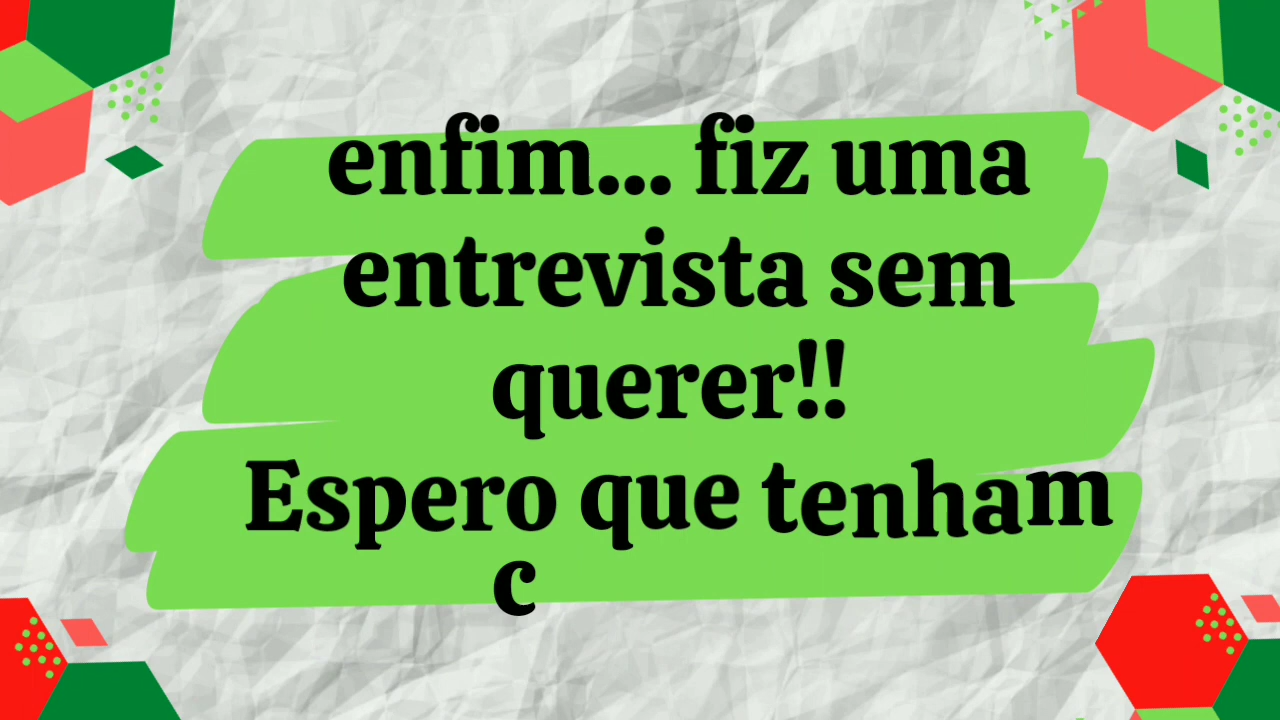 enfim... fiz uma
entrevista sem
querer!!
Espero que tenham
c